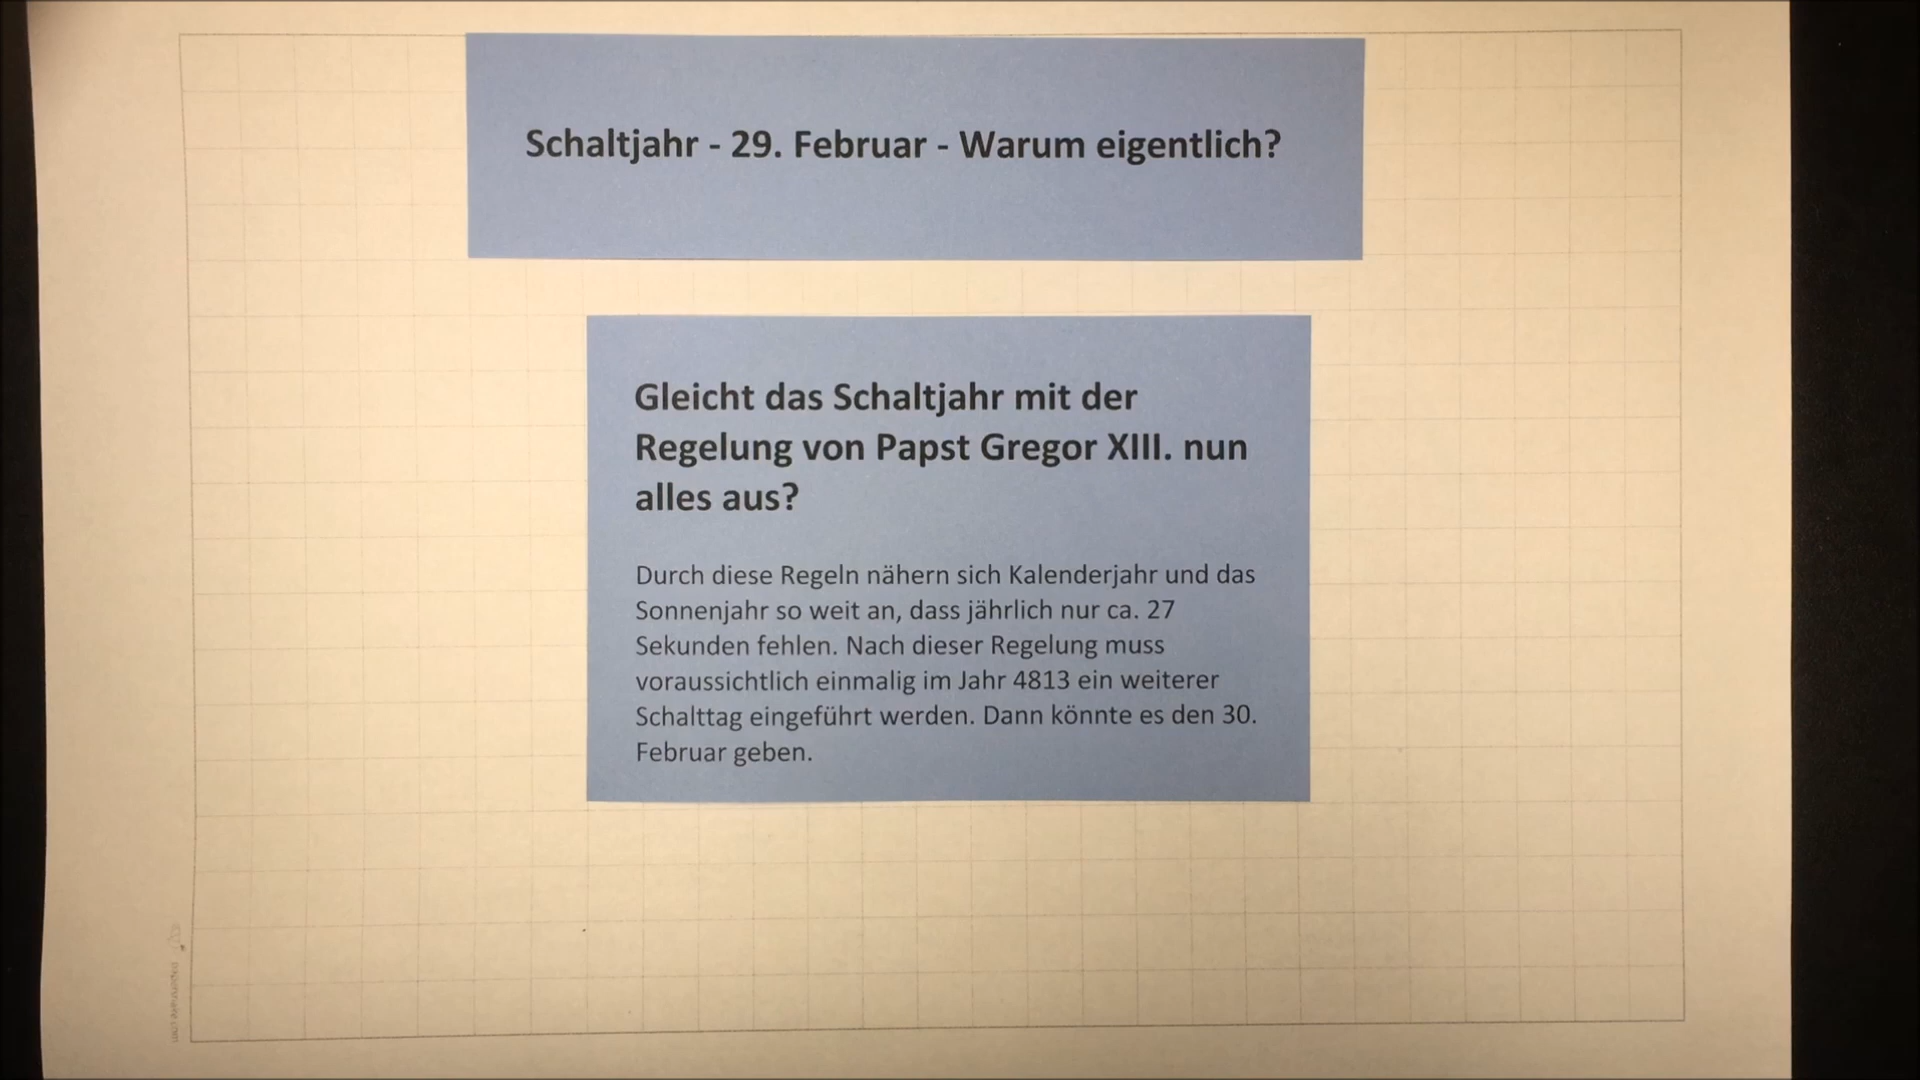 Schaltjahr - 29. Februar - Warum eigentlich?
Gleicht das Schaltjahr mit der
Regelung von Papst Gregor XIII. nun
alles aus?
Durch diese Regeln nähern sich Kalenderjahr und das
Sonnenjahr so weit an, dass jährlich nur ca. 27
Sekunden fehlen. Nach dieser Regelung muss
voraussichtlich einmalig im Jahr 4813 ein weiterer
Schalttag eingeführt werden. Dann könnte es den 30.
Februar geben.